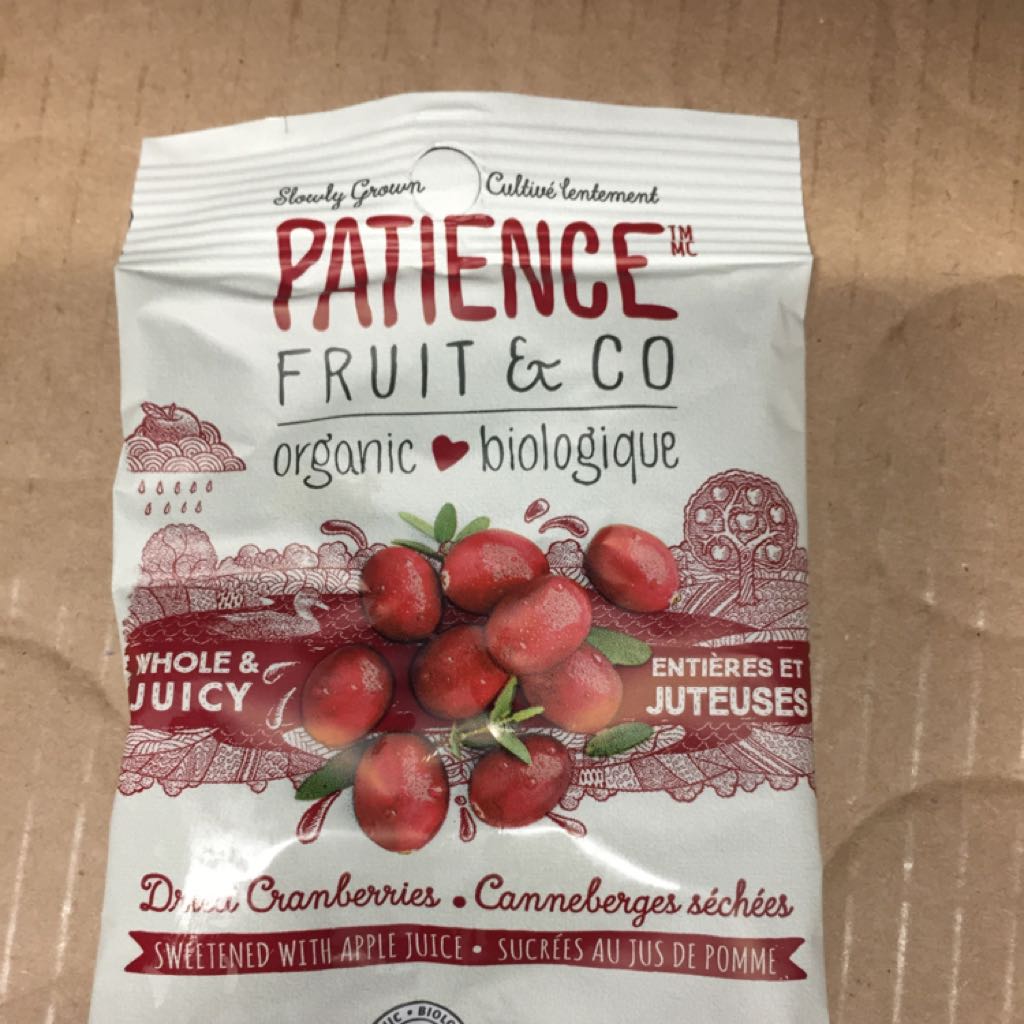 Slowly Grown Cultivé lentement
PATIENCE TM MC
FRUIT & CO
organic biologique
WHOLE &
JUICY
ENTIÈRES ET
JUTEUSES
Dried Cranberries • Canneberges séchées
SWEETENED WITH APPLE JUICE • SUCRÉES AU JUS DE POMME